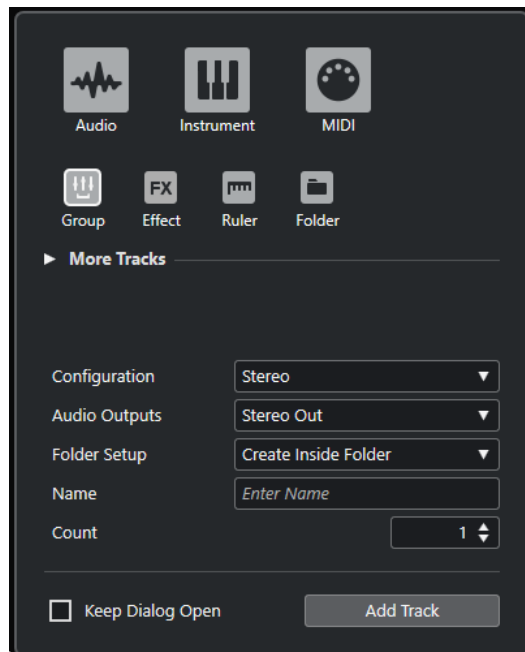 Audio Instrument MIDI
FX
Group Effect Ruler Folder
More Tracks
Configuration Stereo
Audio Outputs Stereo Out
Folder Setup Create Inside Folder
Name Enter Name
Count 1
Keep Dialog Open Add Track